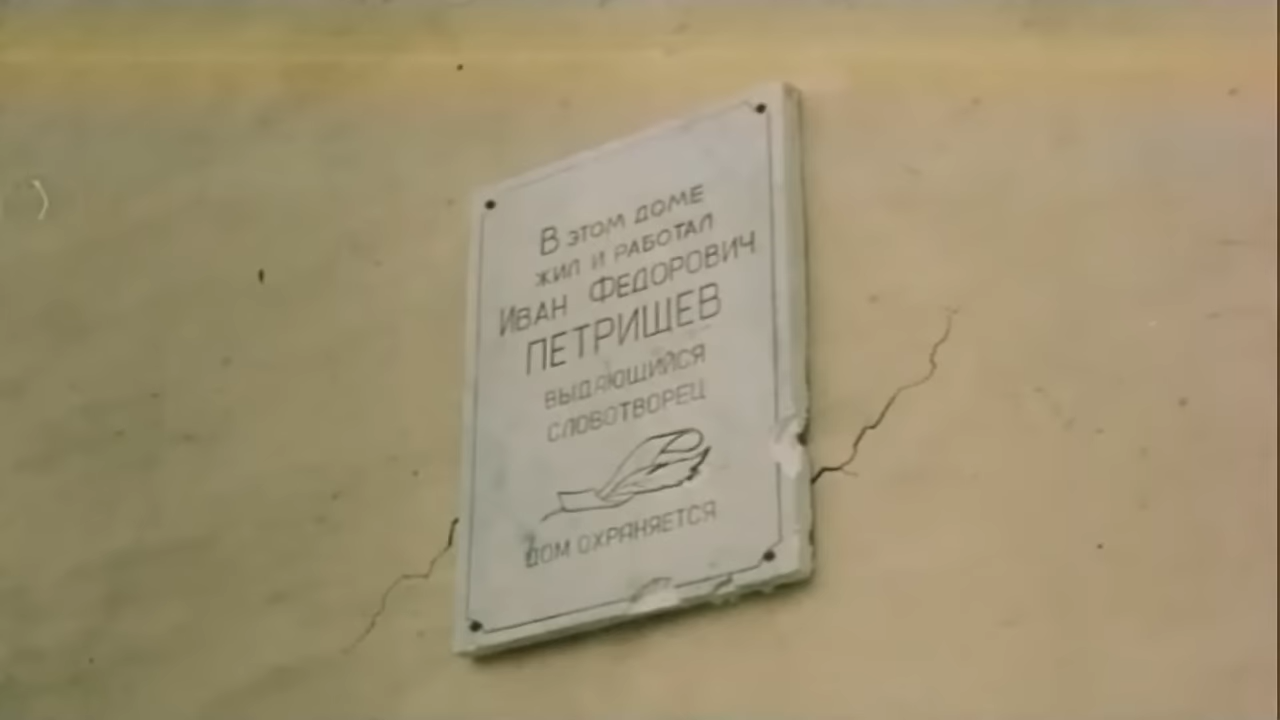 В ЭТОМ ДОМЕ
ЖИЛ И РАБОТАЛ
ИВАН ФЕДОРОВИЧ
ПЕТРИЩЕВ
ВЫДАЮЩИЙСЯ
СЛОВОТВОРЕЦ
ДОМ ОХРАНЯЕТСЯ